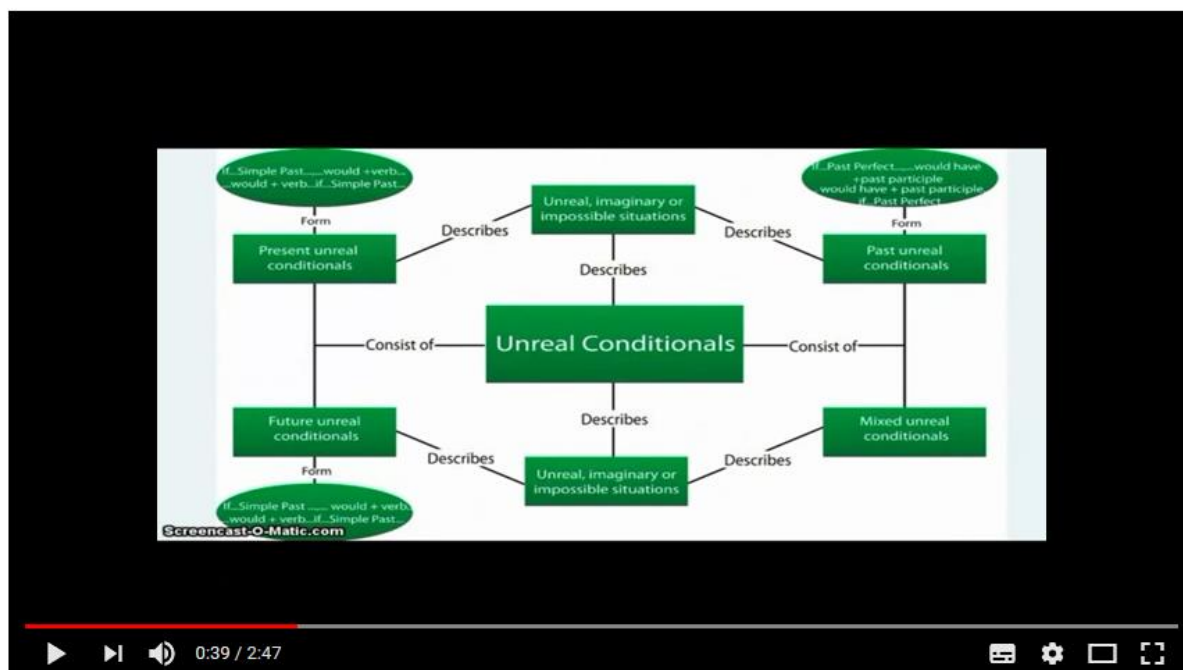 if...Simple Past...,...would +verb...
...would + verb...if...Simple Past...
Form
Present unreal
conditionals
Describes
Unreal, imaginary or
impossible situations
Describes
if...Past Perfect...,...would have
+past participle
would have + past participle
if...Past Perfect
Form
Past unreal
conditionals
Describes
Consist of
Unreal Conditionals
Consist of
Describes
Future unreal
conditionals
Form
If...Simple Past ...,... would + verb..
..would + verb...if...Simple Past...
Describes
Unreal, imaginary or
impossible situations
Describes
Mixed unreal
conditionals
Screencast-O-Matic.com
0:39 / 2:47